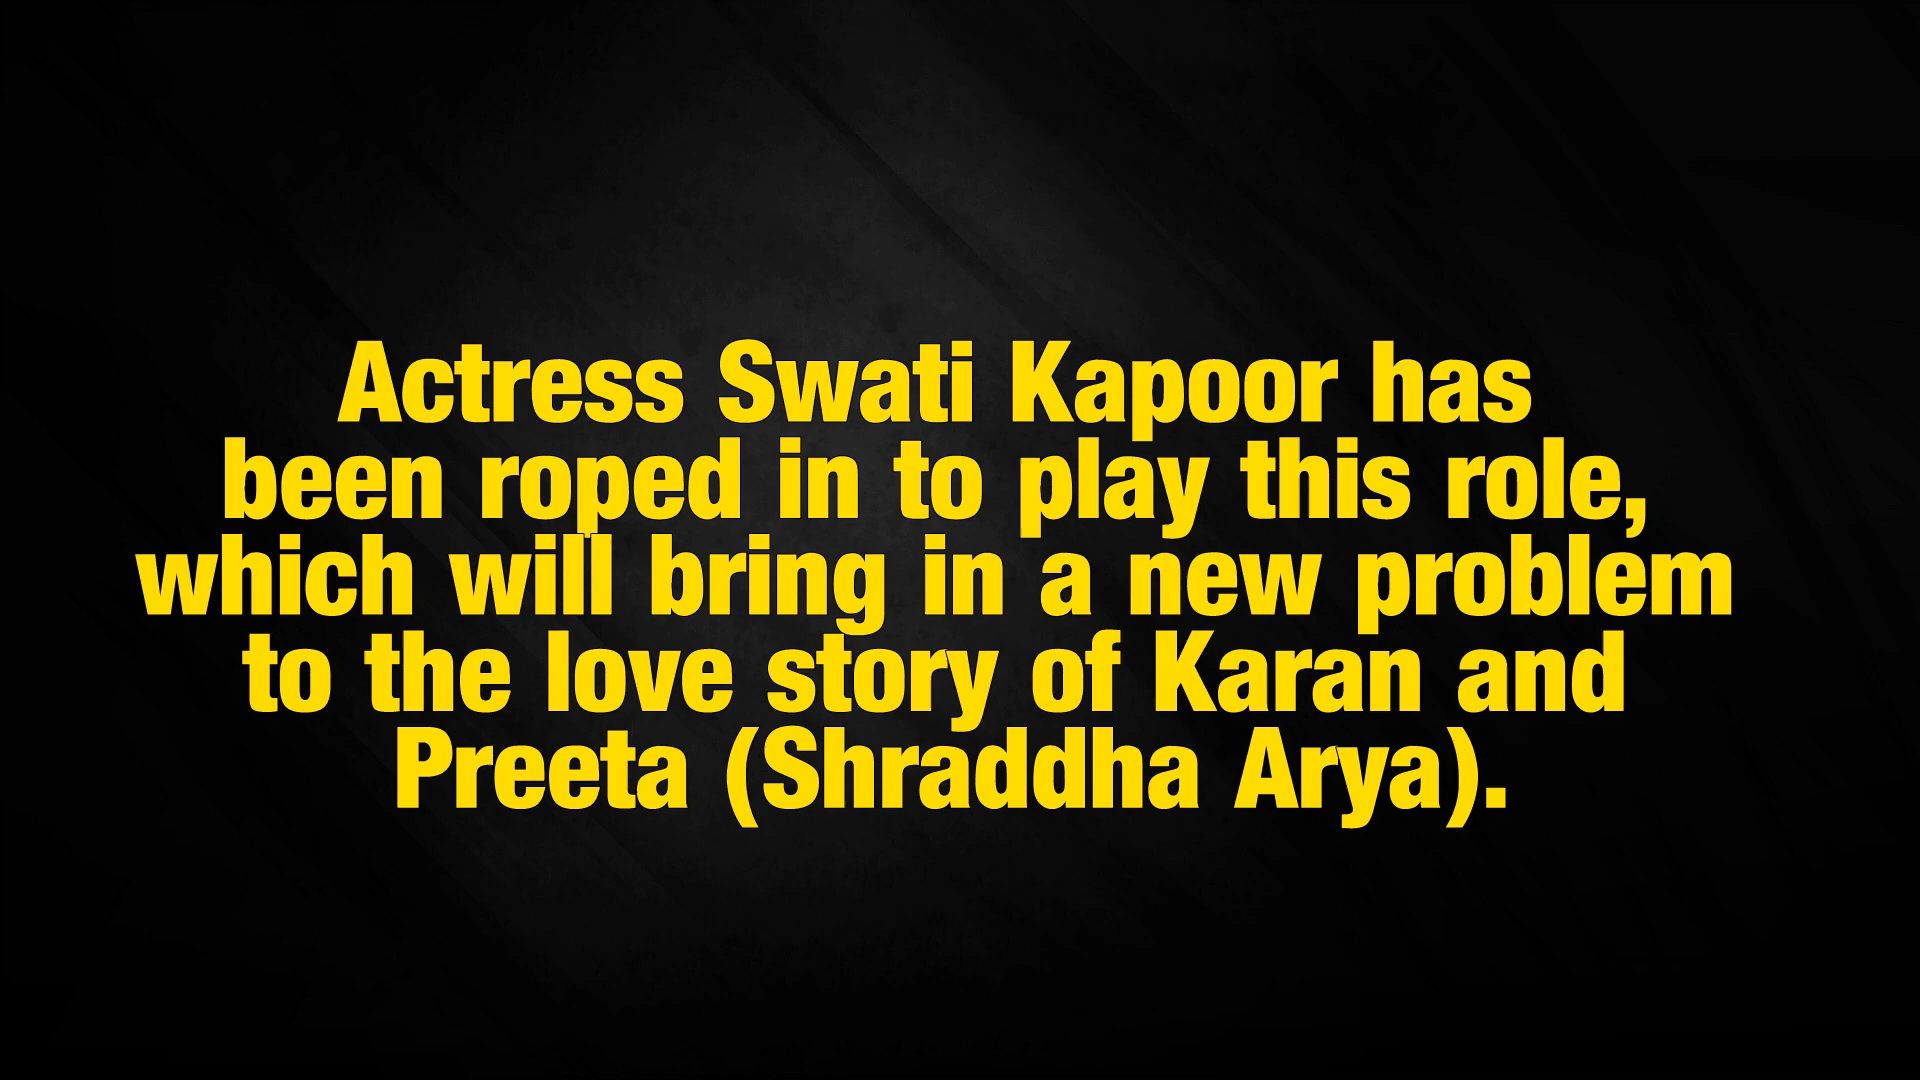 Actress Swati Kapoor has
been roped in to play this role,
which will bring in a new problem
to the love story of Karan and
Preeta (Shraddha Arya).